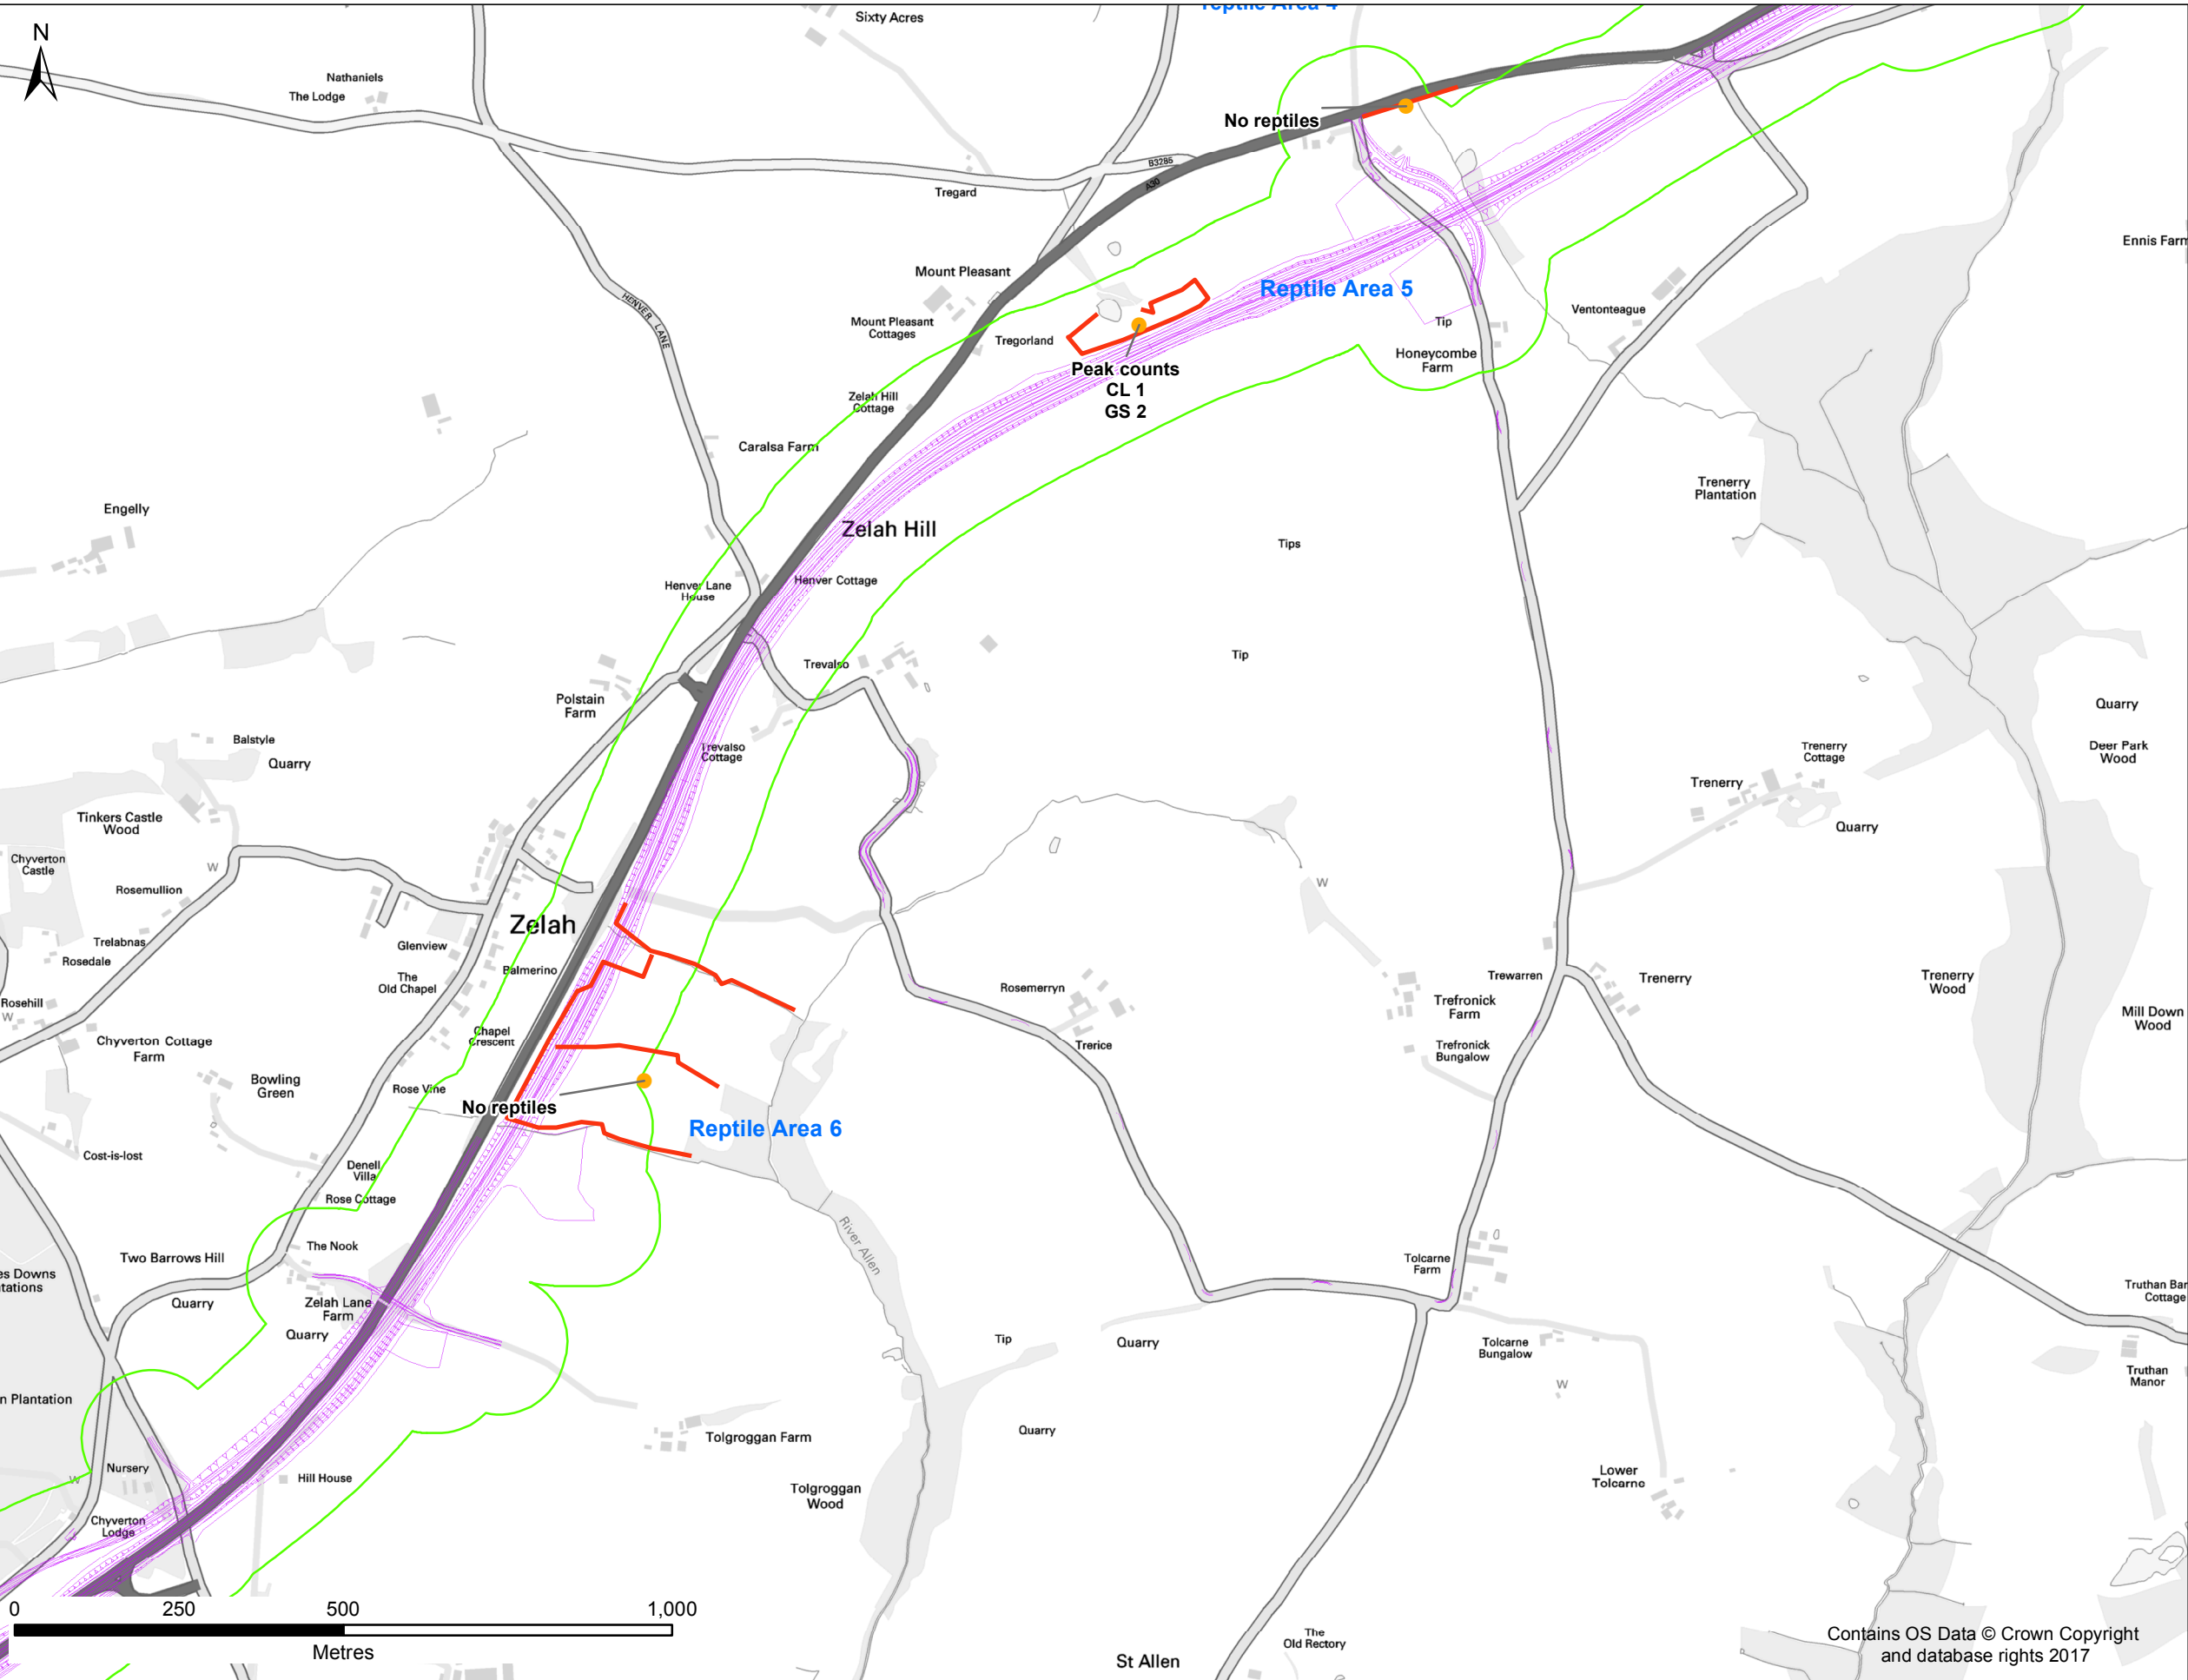 reptile Area 4
Sixty Acres
N
Nathaniels
The Lodge
No reptiles
B3285
A30
Tregard
Ennis Farm
Mount Pleasant
Reptile Area 5
HENVER LANE
Mount Pleasant
Cottages
Tregorland
Ventonteague
Tip
Honeycombe
Farm
Peak counts
CL 1
GS 2
Zelah Hill
Cottage
Caralsa Farm
Trenerry
Plantation
Engelly
Zelah Hill
Tips
Henver Lane
House
Henver Cottage
Tip
Trevalso
Polstain
Farm
Quarry
Balstyle
Quarry
Trevalso
Cottage
Trenerry
Cottage
Deer Park
Wood
Trenerry
Tinkers Castle
Wood
Quarry
Chyverton
Castle
W
Rosemullion
W
Zelah
Trelabnas
Glenview
Rosedale
Balmerino
The
Old Chapel
Rosemerryn
Trewarren
Trenerry
Trenerry
Wood
Trefronick
Farm
Rosehill
W
Mill Down
Wood
Chapel
Crescent
Chyverton Cottage
Farm
Trerice
Trefronick
Bungalow
Bowling
Green
Rose Vine
No reptiles
Reptile Area 6
Cost-is-lost
Denell
Villa
Rose Cottage
River Allen
The Nook
Two Barrows Hill
es Downs
tations
Tolcarne
Farm
Quarry
Zelah Lane
Farm
Quarry
Truthan Bar
Cottage
Tip
Quarry
Tolcarne
Bungalow
Truthan
Manor
W
n Plantation
Tolgroggan Farm
Quarry
Nursery
W
Hill House
Lower
Tolcarne
Tolgroggan
Wood
Chyverton
Lodge
0 250 500 1,000
Metres
The
Old Rectory
St Allen
Contains OS Data © Crown Copyright
and database rights 2017